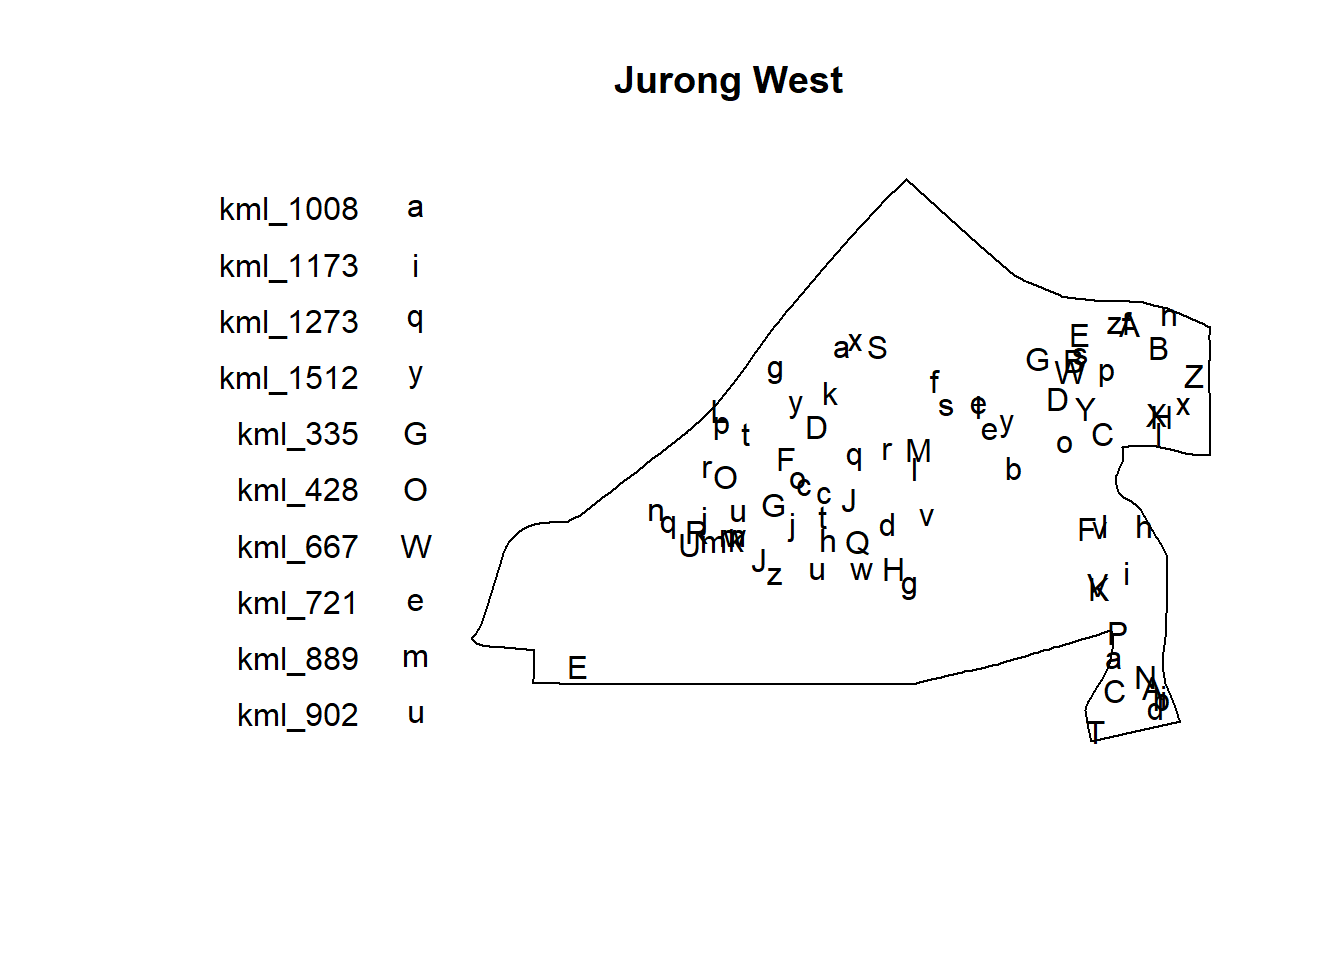 Jurong West
kml_1008 a
kml_1173 i
kml_1273 q
kml_1512 y
kml_335 G
kml_428 O
kml_667 W
kml_721 e
kml_889 m
kml_902 u
z f A n
E
a x S B
G R s
g W p Z
f
k D
y s e l Y x
L X H
p t D e y C l
r M o
F q
r O l b
o c c
G J
n q R i u j t d v F v l h
U m w k h Q
J z u w H g V K i
P
a
E N
C A i p
d
T